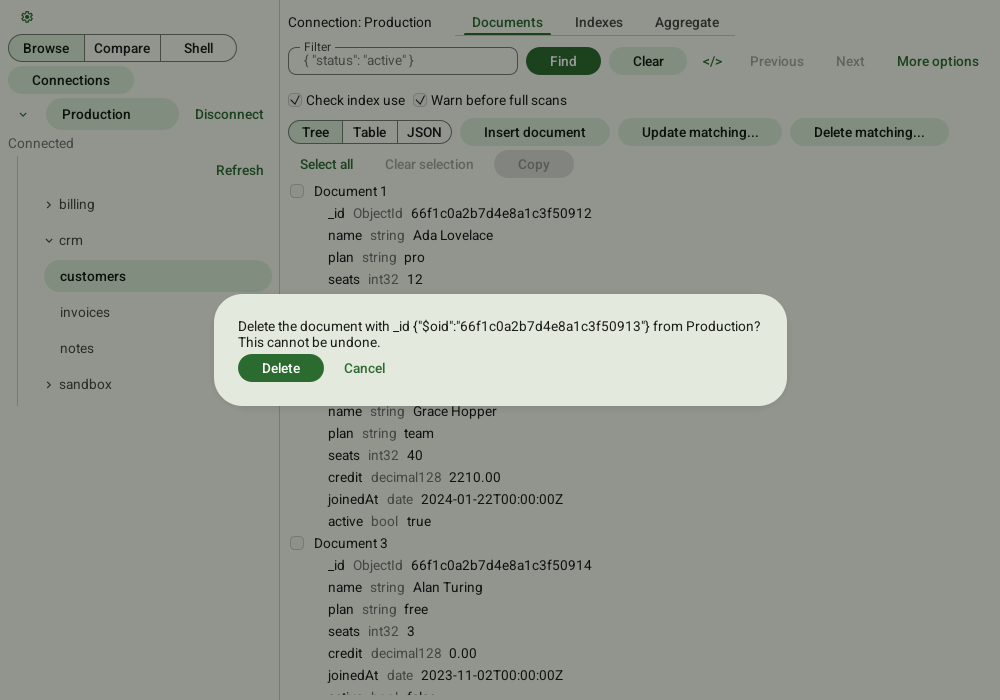 Browse Compare Shell
Connections
Production Disconnect
Connected
Refresh
billing
crm
customers
invoices
notes
sandbox
Connection: Production Documents Indexes Aggregate
Filter
{ "status": "active" } Find Clear </> Previous Next More options
Check index use Warn before full scans
Tree Table JSON Insert document Update matching... Delete matching...
Select all Clear selection Copy
Document 1
_id ObjectId 66f1c0a2b7d4e8a1c3f50912
name string Ada Lovelace
plan string pro
seats int32 12
Delete the document with _id {"$oid":"66f1c0a2b7d4e8a1c3f50913"} from Production?
This cannot be undone.
Delete Cancel
name string Grace Hopper
plan string team
seats int32 40
credit decimal128 2210.00
joinedAt date 2024-01-22T00:00:00Z
active bool true
Document 3
_id ObjectId 66f1c0a2b7d4e8a1c3f50914
name string Alan Turing
plan string free
seats int32 3
credit decimal128 0.00
joinedAt date 2023-11-02T00:00:00Z